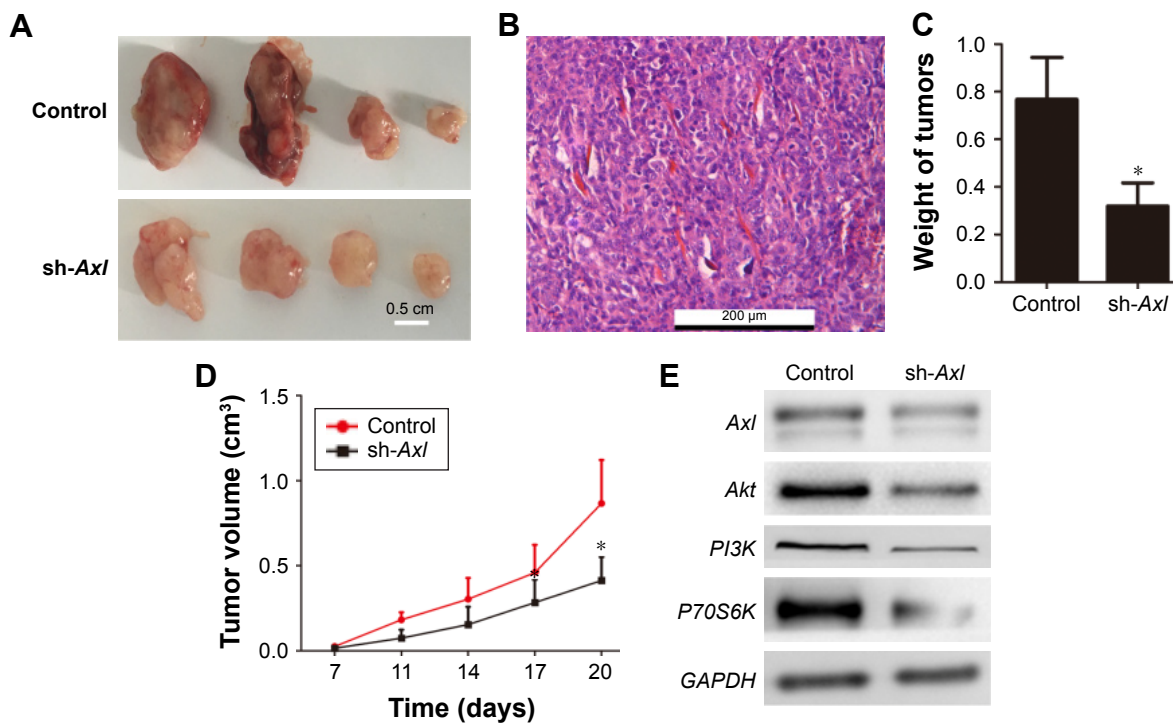 A
Control
sh-Axl
0.5 cm
B
200 μm
C
Weight of tumors
1.0
0.8
0.6
0.4
0.2
0.0
*
Control
sh-Axl
D
Tumor volume (cm³)
1.5
1.0
0.5
0.0
Control
sh-Axl
*
*
7 11 14 17 20
Time (days)
E
Control sh-Axl
Axl
Akt
PI3K
P70S6K
GAPDH